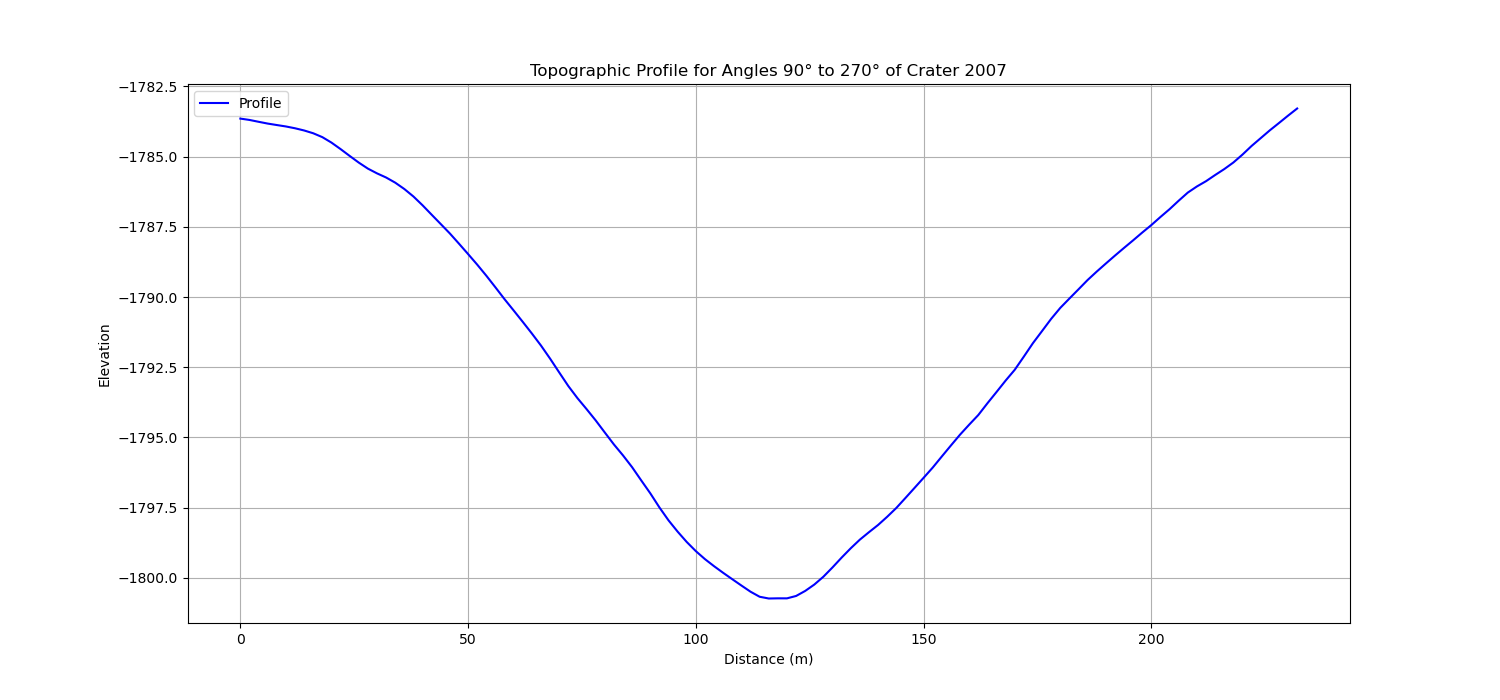 Topographic Profile for Angles 90° to 270° of Crater 2007
Profile
−1782.5
−1785.0
−1787.5
−1790.0
−1792.5
−1795.0
−1797.5
−1800.0
Elevation
0 50 100 150 200
Distance (m)